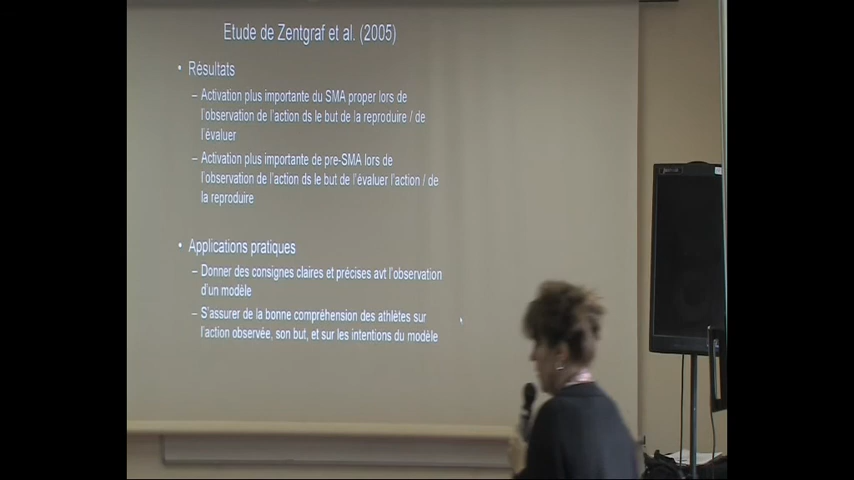 Etude de Zentgraf et al. (2005)
• Résultats
– Activation plus importante du SMA proper lors de
l'observation de l'action ds le but de la reproduire / de
l'évaluer
– Activation plus importante de pre-SMA lors de
l'observation de l'action ds le but de l'évaluer l'action / de
la reproduire
• Applications pratiques
– Donner des consignes claires et précises avt l'observation
d'un modèle
– S'assurer de la bonne compréhension des athlètes sur
l'action observée, son but, et sur les intentions du modèle